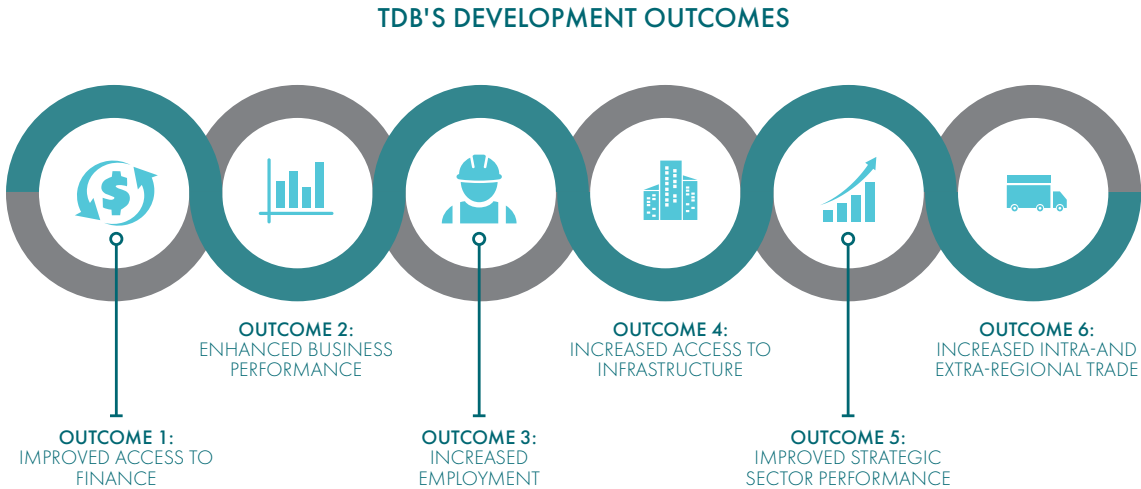 TDB'S DEVELOPMENT OUTCOMES
$
OUTCOME 1:
IMPROVED ACCESS TO
FINANCE
OUTCOME 2:
ENHANCED BUSINESS
PERFORMANCE
OUTCOME 3:
INCREASED
EMPLOYMENT
OUTCOME 4:
INCREASED ACCESS TO
INFRASTRUCTURE
OUTCOME 5:
IMPROVED STRATEGIC
SECTOR PERFORMANCE
OUTCOME 6:
INCREASED INTRA-AND
EXTRA-REGIONAL TRADE